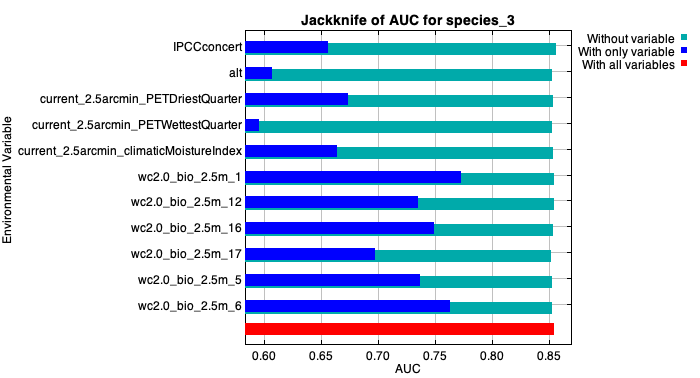 Jackknife of AUC for species_3
Without variable
With only variable
With all variables
Environmental Variable
IPCCconcert
alt
current_2.5arcmin_PETDriestQuarter
current_2.5arcmin_PETWettestQuarter
current_2.5arcmin_climaticMoistureIndex
wc2.0_bio_2.5m_1
wc2.0_bio_2.5m_12
wc2.0_bio_2.5m_16
wc2.0_bio_2.5m_17
wc2.0_bio_2.5m_5
wc2.0_bio_2.5m_6
0.60 0.65 0.70 0.75 0.80 0.85
AUC